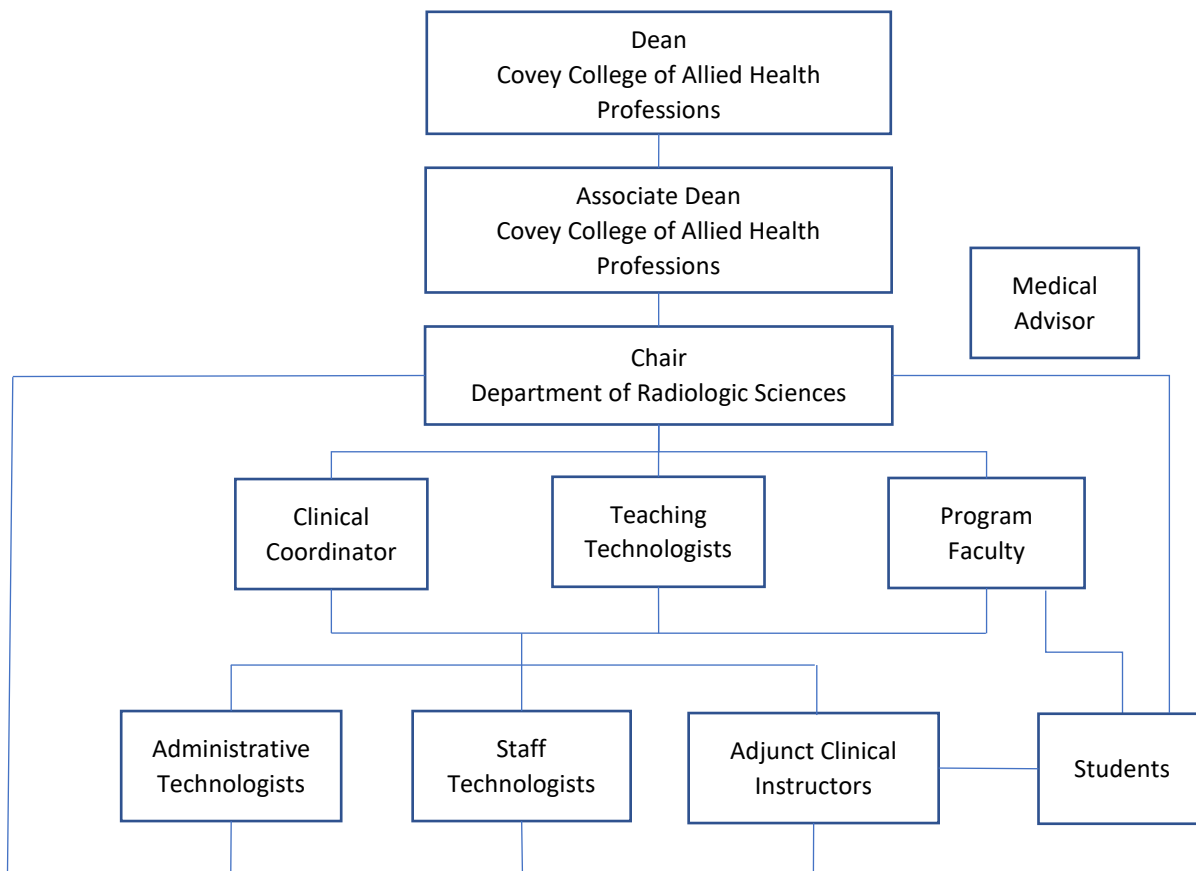 Dean
Covey College of Allied Health
Professions
Associate Dean
Covey College of Allied Health
Professions
Medical
Advisor
Chair
Department of Radiologic Sciences
Clinical
Coordinator
Teaching
Technologists
Program
Faculty
Administrative
Technologists
Staff
Technologists
Adjunct Clinical
Instructors
Students